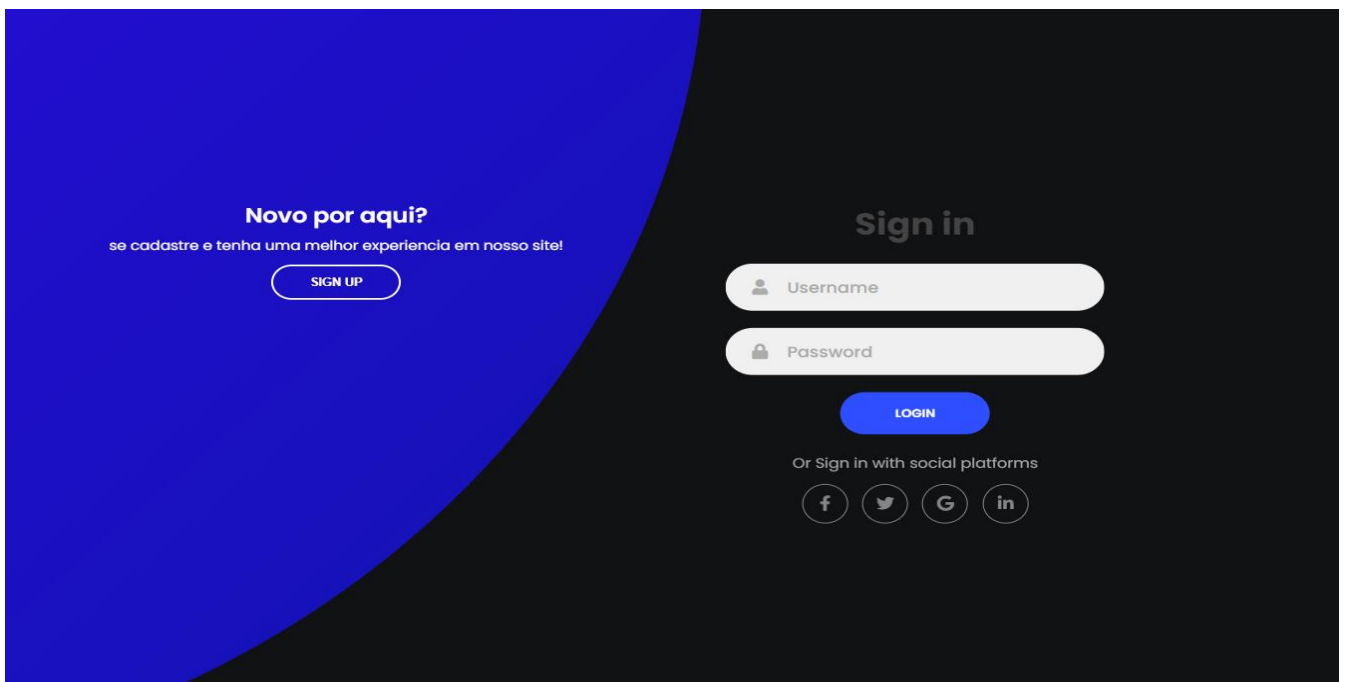 Novo por aqui?
se cadastre e tenha uma melhor experiencia em nosso site!
SIGN UP
Sign in
Username
Password
LOGIN
Or Sign in with social platforms
f G in